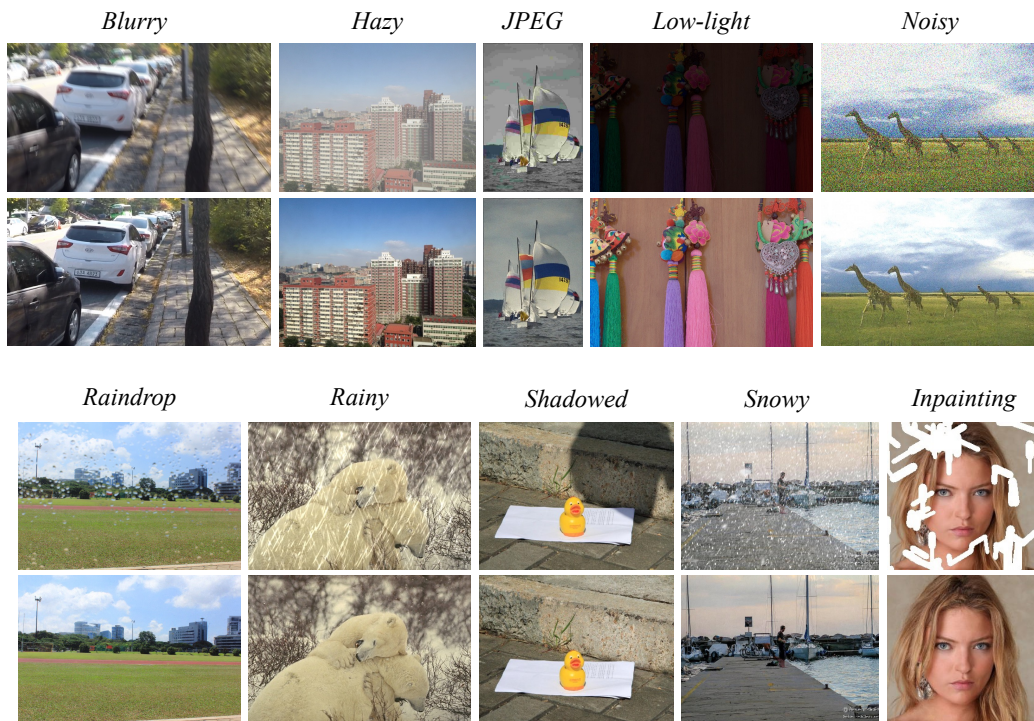 Blurry
Hazy
JPEG
Low-light
Noisy
Raindrop
Rainy
Shadowed
Snowy
Inpainting